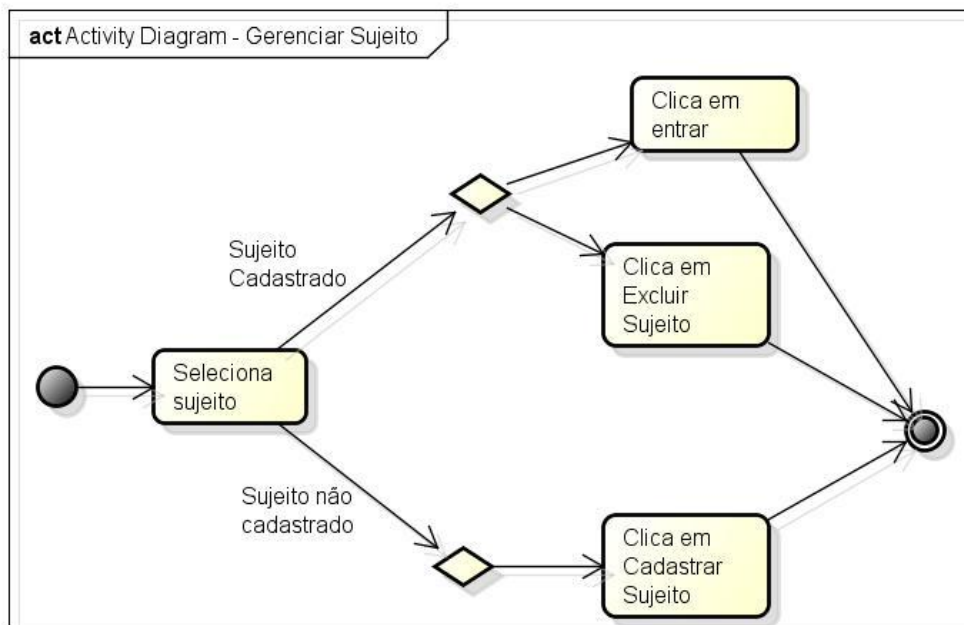 act Activity Diagram - Gerenciar Sujeito
Clica em
entrar
Sujeito
Cadastrado
Clica em
Excluir
Sujeito
Seleciona
sujeito
Sujeito não
cadastrado
Clica em
Cadastrar
Sujeito